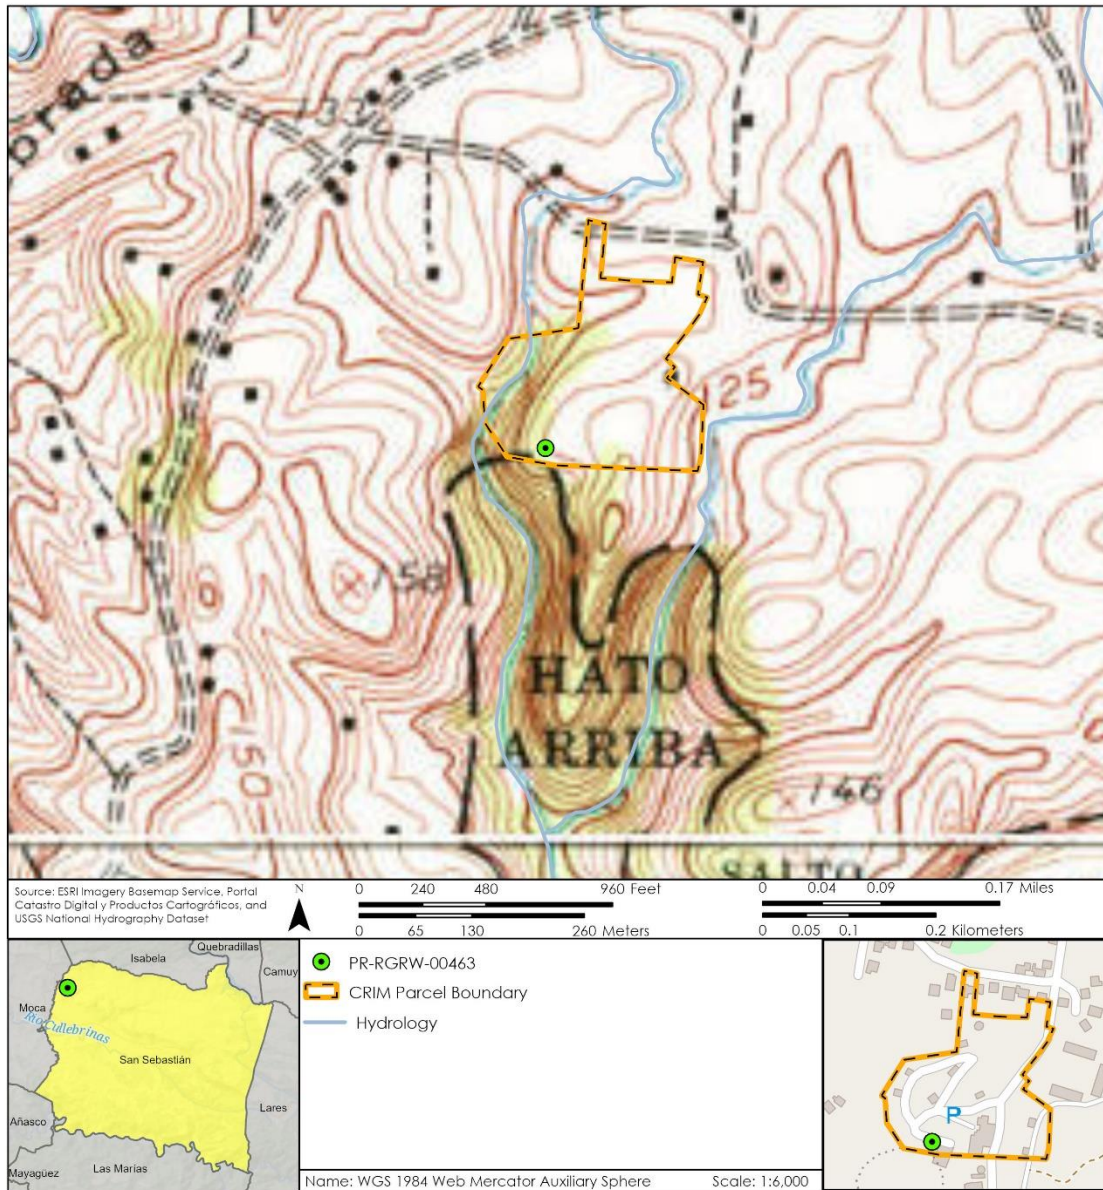 132
125
158
HATO
ARRIBA
150
146
SALTO
Source: ESRI Imagery Basemap Service, Portal
Catastro Digital y Productos Cartográficos, and
USGS National Hydrography Dataset
N
0 240 480 960 Feet
0 65 130 260 Meters
0 0.04 0.09 0.17 Miles
0 0.05 0.1 0.2 Kilometers
Quebradillas
Isabela
Camuy
Moca
Río Cullebrinas
San Sebastián
Lares
Añasco
Las Marías
Mayagüez
PR-RGRW-00463
CRIM Parcel Boundary
Hydrology
P
Name: WGS 1984 Web Mercator Auxiliary Sphere
Scale: 1:6,000